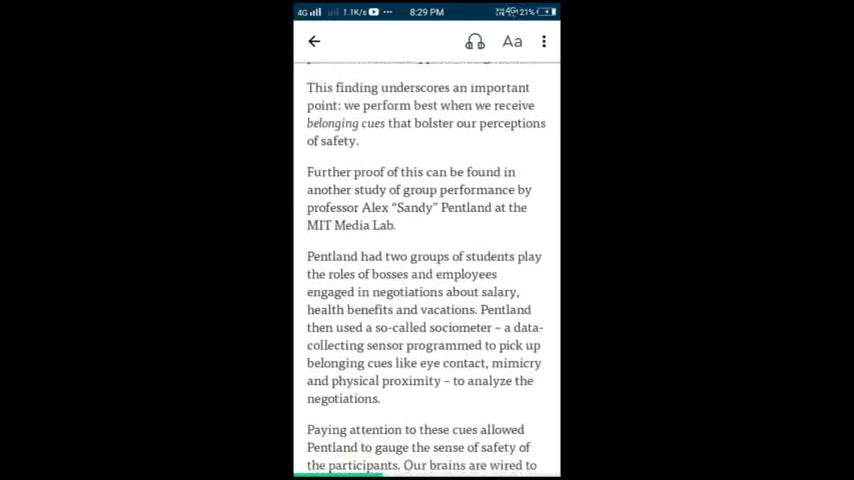 4G 1.1K/s 8:29 PM 4G 21%
Aa
This finding underscores an important
point: we perform best when we receive
belonging cues that bolster our perceptions
of safety.
Further proof of this can be found in
another study of group performance by
professor Alex “Sandy” Pentland at the
MIT Media Lab.
Pentland had two groups of students play
the roles of bosses and employees
engaged in negotiations about salary,
health benefits and vacations. Pentland
then used a so-called sociometer – a data-
collecting sensor programmed to pick up
belonging cues like eye contact, mimicry
and physical proximity – to analyze the
negotiations.
Paying attention to these cues allowed
Pentland to gauge the sense of safety of
the participants. Our brains are wired to